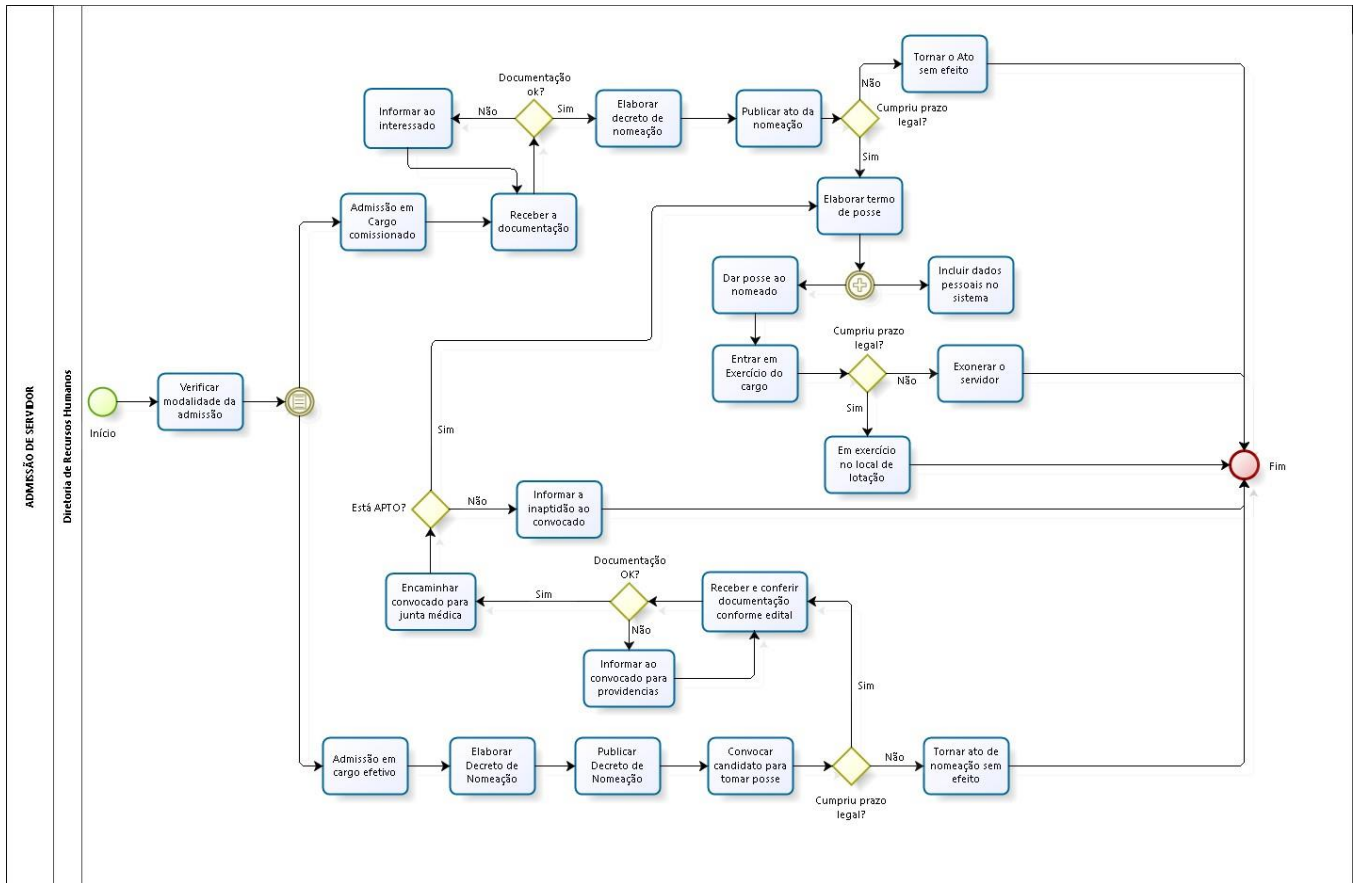 ADMISSÃO DE SERVIDOR
Diretoria de Recursos Humanos
Início
Verificar
modalidade da
admissão
Admissão em
Cargo
comissionado
Receber a
documentação
Informar ao
interessado
Não
Documentação
ok?
Sim
Elaborar
decreto de
nomeação
Publicar ato da
nomeação
Cumpriu prazo
legal?
Não
Tornar o Ato
sem efeito
Sim
Elaborar termo
de posse
Dar posse ao
nomeado
Incluir dados
pessoais no
sistema
Entrar em
Exercício do
cargo
Cumpriu prazo
legal?
Não
Exonerar o
servidor
Sim
Em exercício
no local de
lotação
Fim
Sim
Está APTO?
Não
Informar a
inaptidão ao
convocado
Encaminhar
convocado para
junta médica
Sim
Documentação
OK?
Não
Receber e conferir
documentação
conforme edital
Informar ao
convocado para
providencias
Sim
Admissão em
cargo efetivo
Elaborar
Decreto de
Nomeação
Publicar
Decreto de
Nomeação
Convocar
candidato para
tomar posse
Cumpriu prazo
legal?
Não
Tornar ato de
nomeação sem
efeito